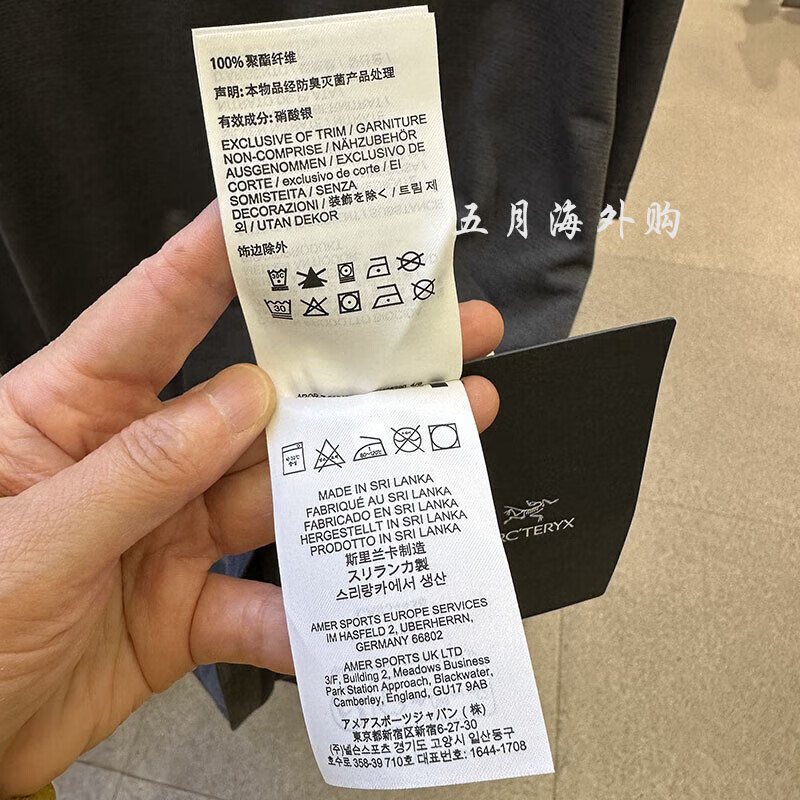 100% 聚酯纤维
声明: 本物品经防臭灭菌产品处理
有效成分: 硝酸银
EXCLUSIVE OF TRIM / GARNITURE
NON-COMPRISE / NÄHZUBEHÖR
AUSGENOMMEN / EXCLUSIVO DE
CORTE / exclusivo de corte / EI
SOMISTEITA / SENZA
DECORAZIONI / 装飾を除く / 트림 제
외 / UTAN DEKOR
饰边除外
五月海外购
30C
30
中性
80~120℃
MADE IN SRI LANKA
FABRIQUÉ AU SRI LANKA
FABRICADO EN SRI LANKA
HERGESTELLT IN SRI LANKA
PRODOTTO IN SRI LANKA
斯里兰卡制造
スリランカ製
스리랑카에서 생산
AMER SPORTS EUROPE SERVICES
IM HASFELD 2, UBERHERRN,
GERMANY 66802
AMER SPORTS UK LTD
3/F, Building 2, Meadows Business
Park Station Approach, Blackwater,
Camberley, England, GU17 9AB
アメアスポーツジャパン ( 株)
東京都新宿区新宿6-27-30
(주)넬슨스포츠 경기도 고양시 일산동구
호수로 358-39 710호 대표번호: 1644-1708
RC'TERYX